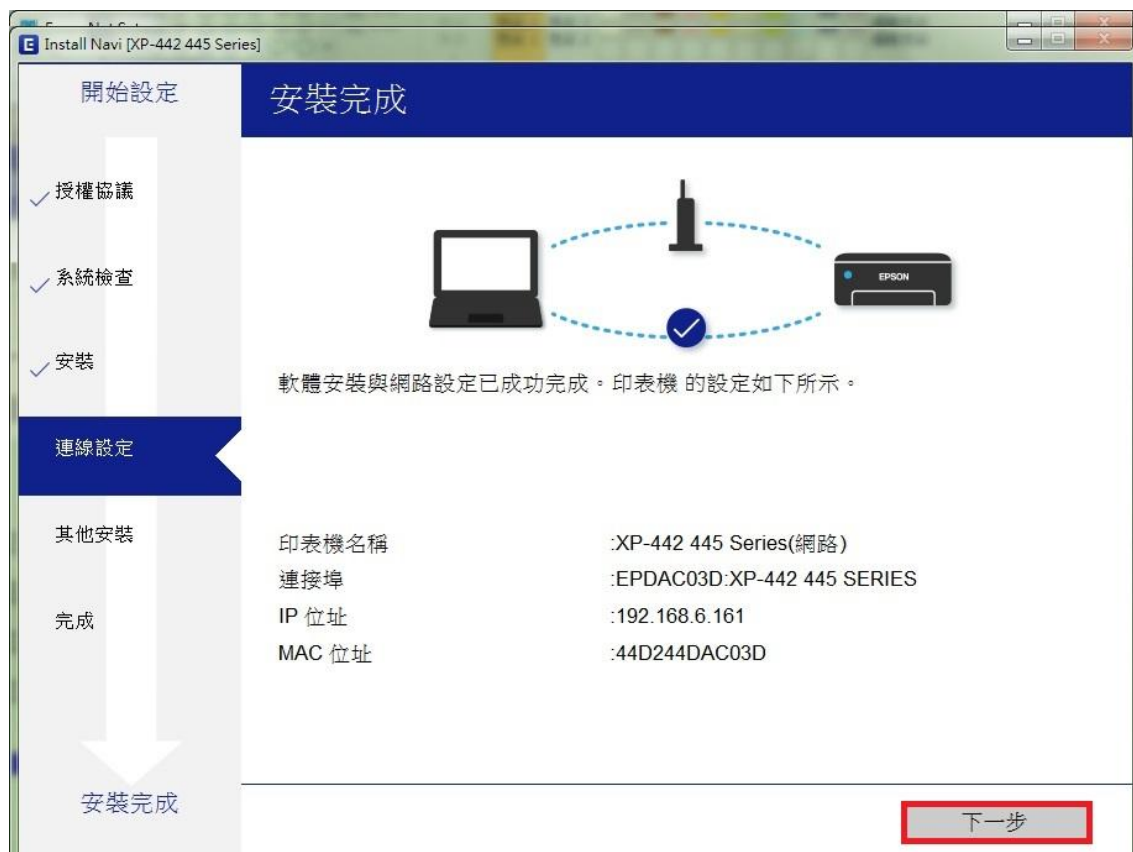 Install Navi [XP-442 445 Series]
開始設定
安裝完成
授權協議
系統檢查
安裝
連線設定
其他安裝
完成
安裝完成
EPSON
軟體安裝與網路設定已成功完成。印表機 的設定如下所示。
印表機名稱 :XP-442 445 Series(網路)
連接埠 :EPDAC03D:XP-442 445 SERIES
IP 位址 :192.168.6.161
MAC 位址 :44D244DAC03D
下一步